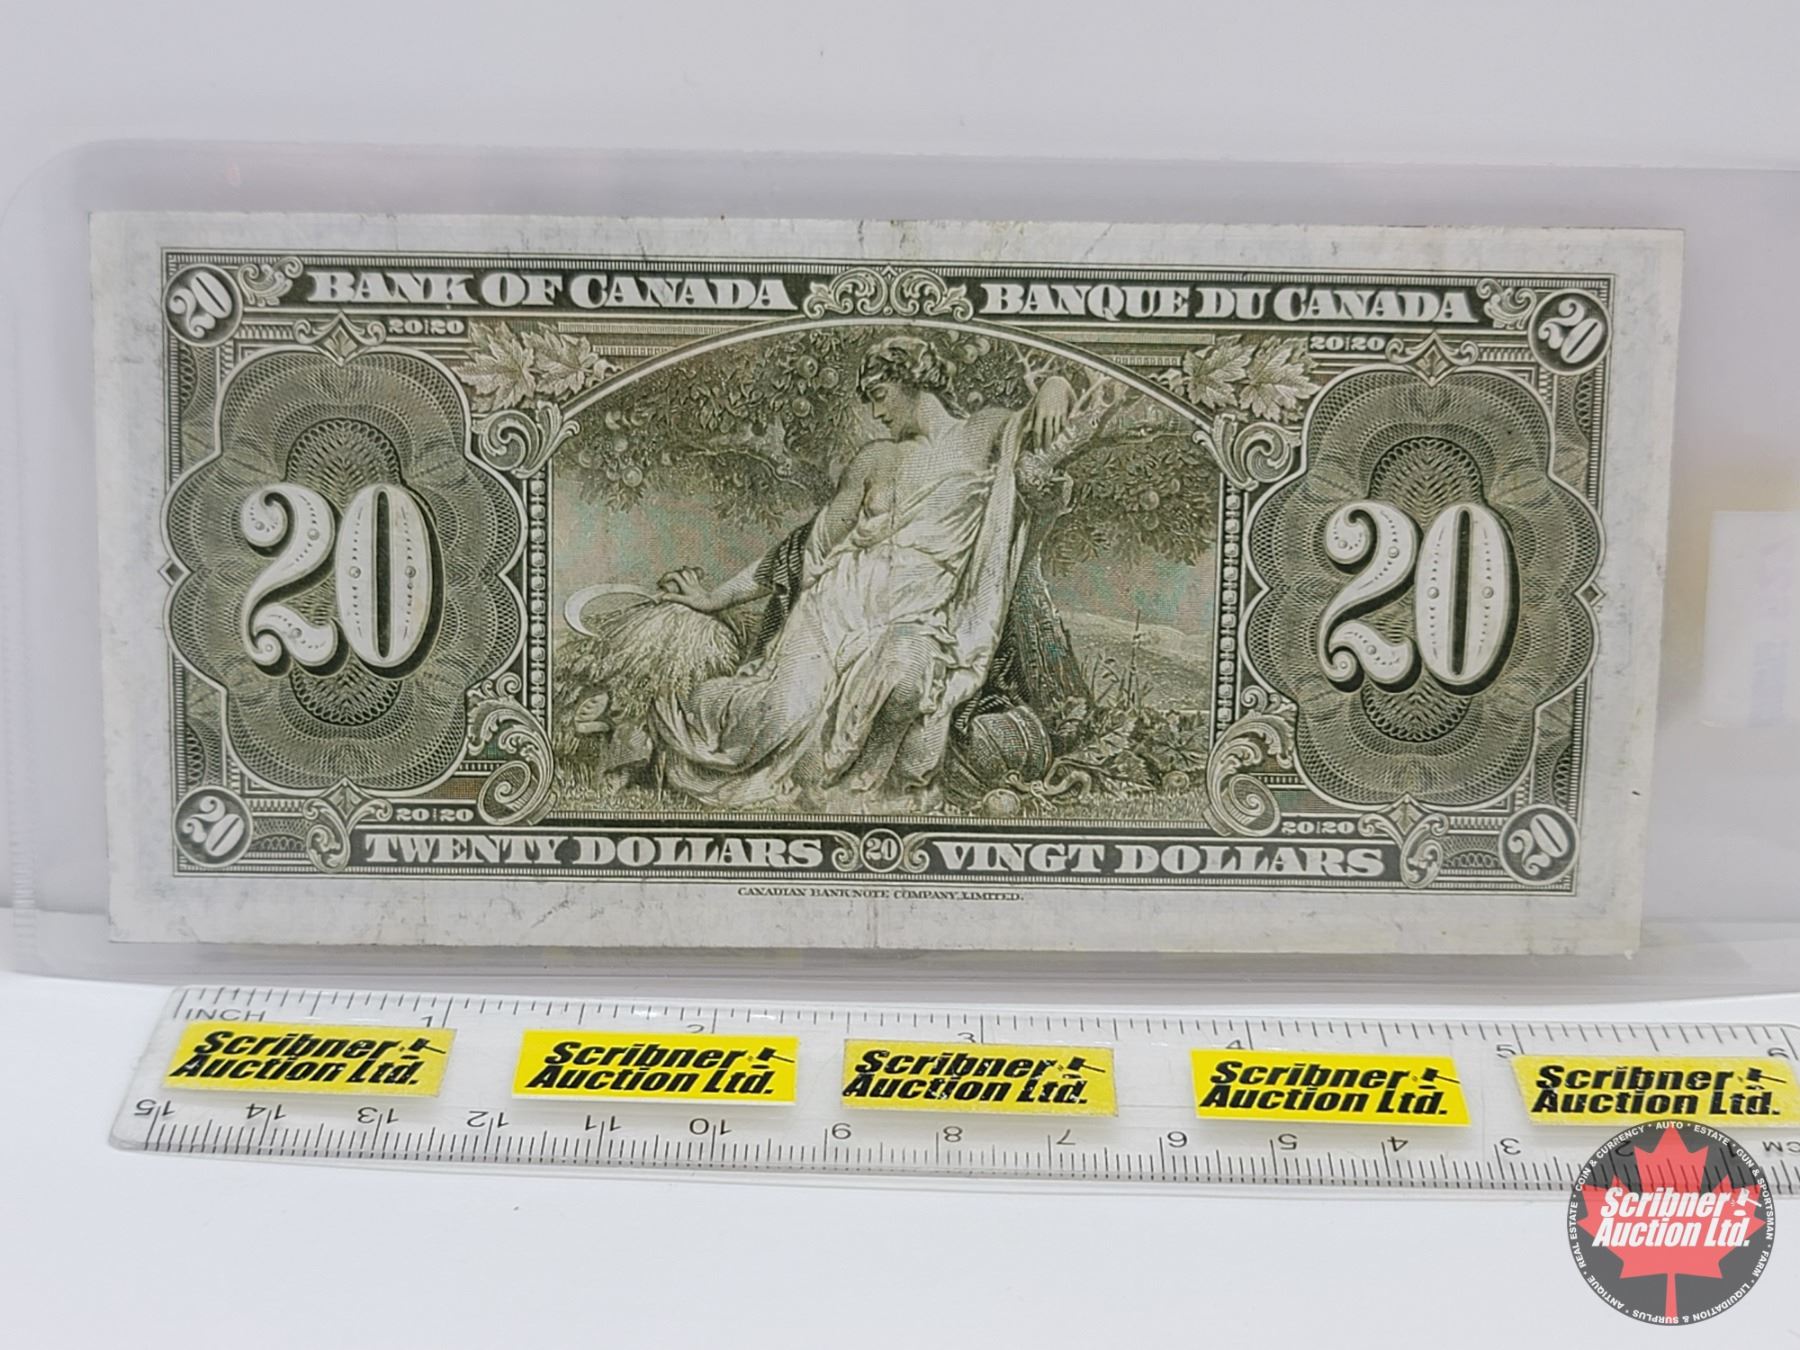 20 BANK OF CANADA BANQUE DU CANADA 20
20|20 20|20
20 20
20|20 20|20
20 TWENTY DOLLARS 20 VINGT DOLLARS 20
CANADIAN BANK NOTE COMPANY, LIMITED.
INCH 1 2 3 4 5 6
Scribner Scribner Scribner Scribner Scribner
Auction Ltd. Auction Ltd. Auction Ltd. Auction Ltd. Auction Ltd.
15 14 13 12 11 10 9 8 7 6 5 4 3 2 1 CM
COIN & CURRENCY · AUTO · ESTATE · GUN & SPORTSMAN · FARM · LIQUIDATION & SURPLUS · ANTIQUE · REAL ESTATE ·
Scribner
Auction Ltd.